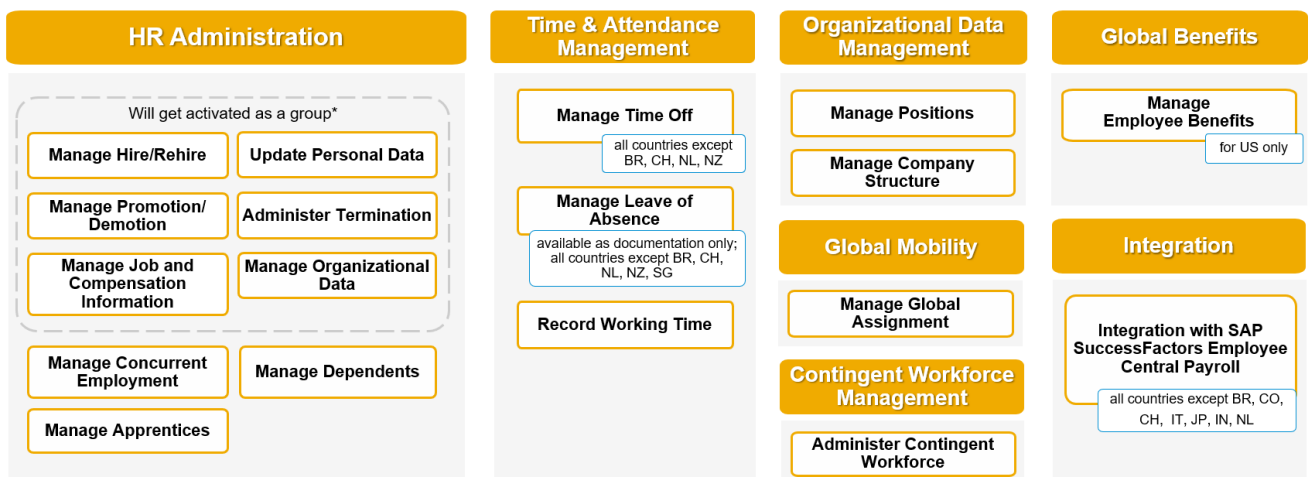 HR Administration
Will get activated as a group*
Manage Hire/Rehire
Update Personal Data
Manage Promotion/
Demotion
Administer Termination
Manage Job and
Compensation
Information
Manage Organizational
Data
Manage Concurrent
Employment
Manage Dependents
Manage Apprentices
Time & Attendance
Management
Manage Time Off
all countries except
BR, CH, NL, NZ
Manage Leave of
Absence
available as documentation only;
all countries except BR, CH,
NL, NZ, SG
Record Working Time
Organizational Data
Management
Manage Positions
Manage Company
Structure
Global Mobility
Manage Global
Assignment
Contingent Workforce
Management
Administer Contingent
Workforce
Global Benefits
Manage
Employee Benefits
for US only
Integration
Integration with SAP
SuccessFactors Employee
Central Payroll
all countries except BR, CO,
CH, IT, JP, IN, NL